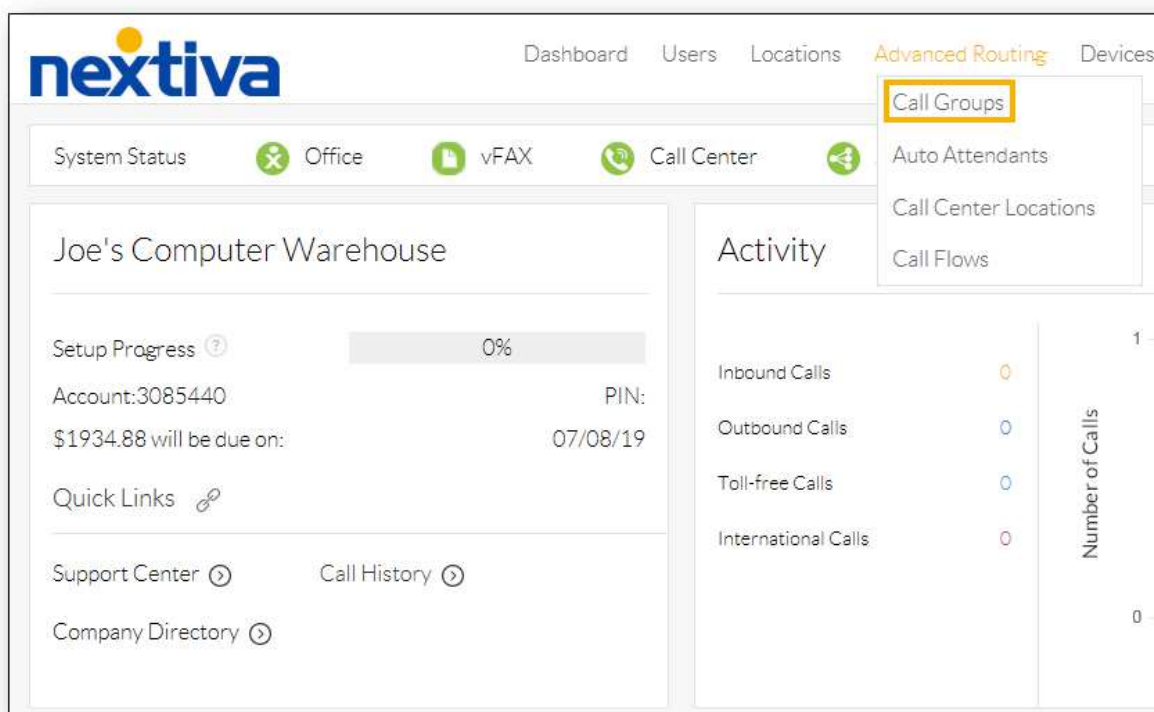 nextiva
Dashboard Users Locations Advanced Routing Devices
Call Groups
Auto Attendants
Call Center Locations
Call Flows
System Status Office vFAX Call Center
Joe's Computer Warehouse
Setup Progress ? 0%
Account:3085440 PIN:
$1934.88 will be due on: 07/08/19
Quick Links
Support Center Call History
Company Directory
Activity
Inbound Calls 0
Outbound Calls 0
Toll-free Calls 0
International Calls 0
Number of Calls
1
0